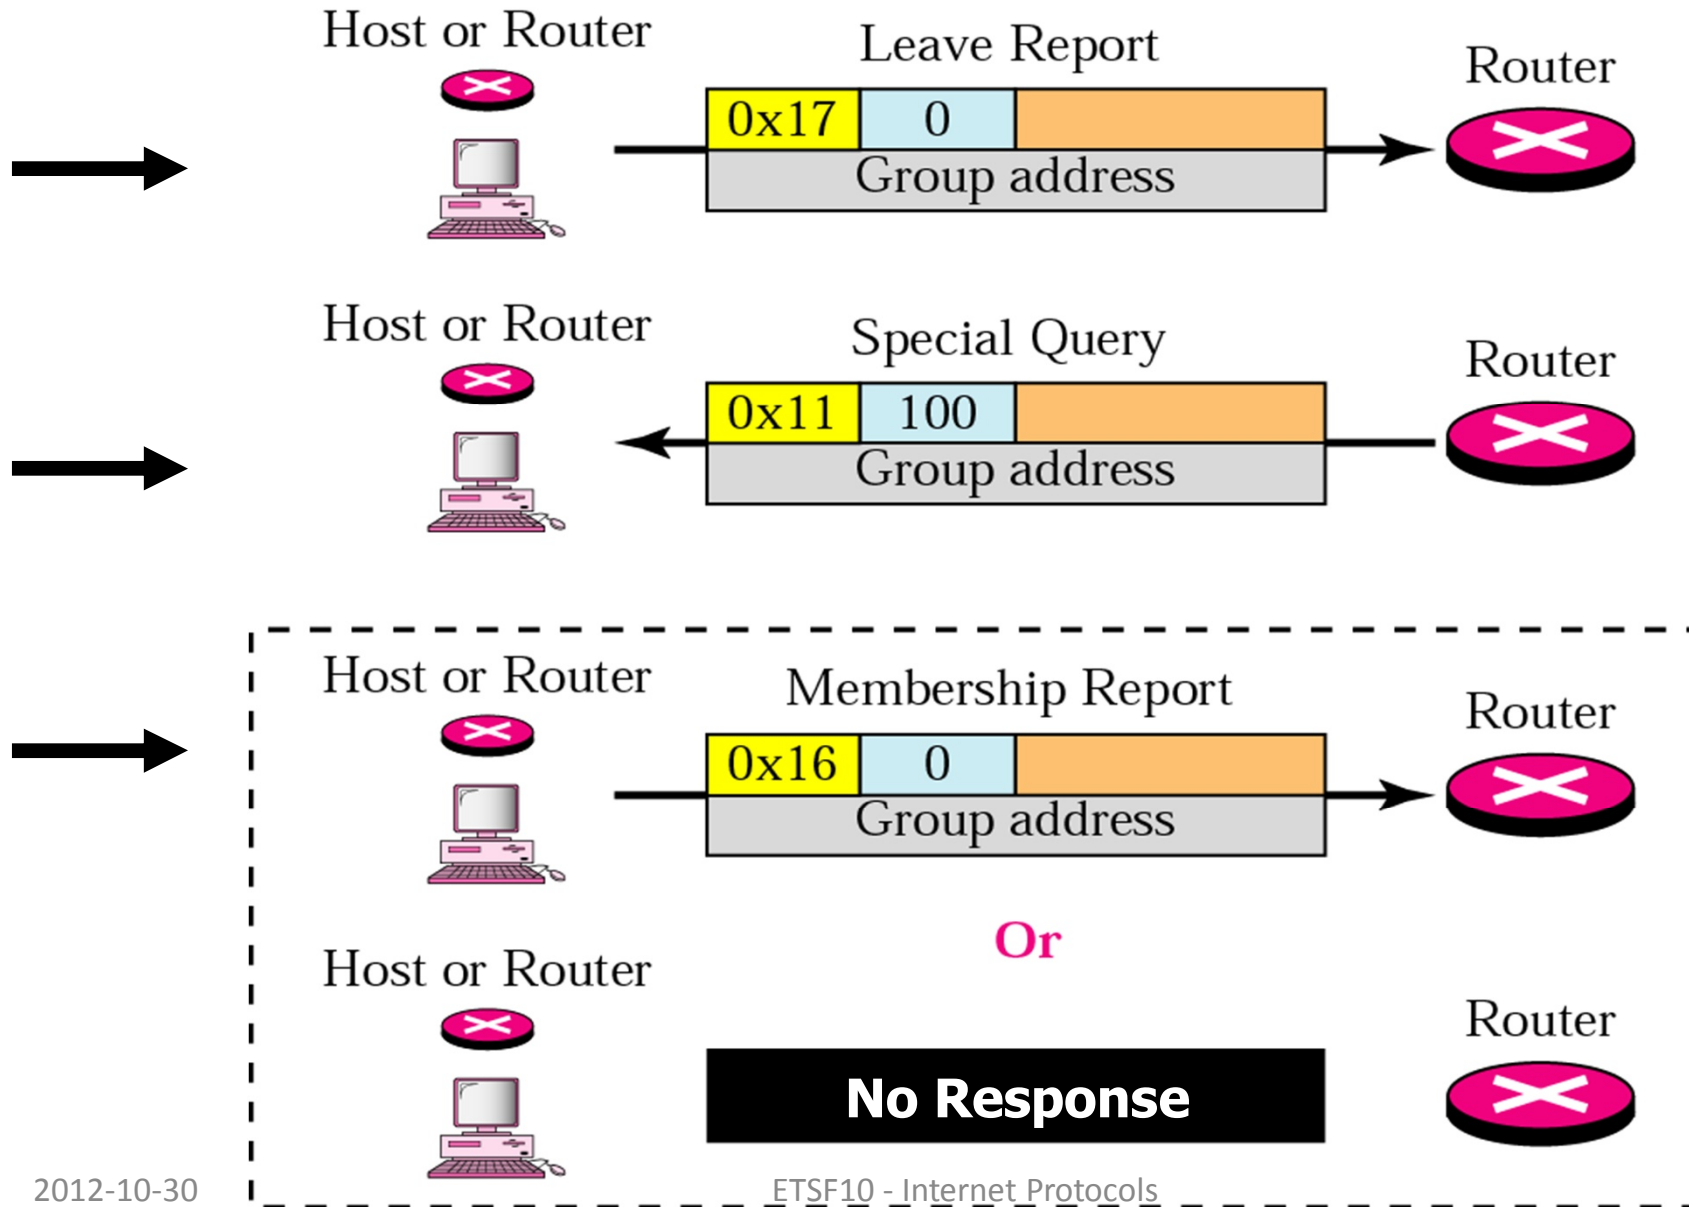 Host or Router
Leave Report
Router
0x17 0
Group address
Host or Router
Special Query
Router
0x11 100
Group address
Host or Router
Membership Report
Router
0x16 0
Group address
Or
Host or Router
Router
No Response
2012-10-30
ETSF10 - Internet Protocols